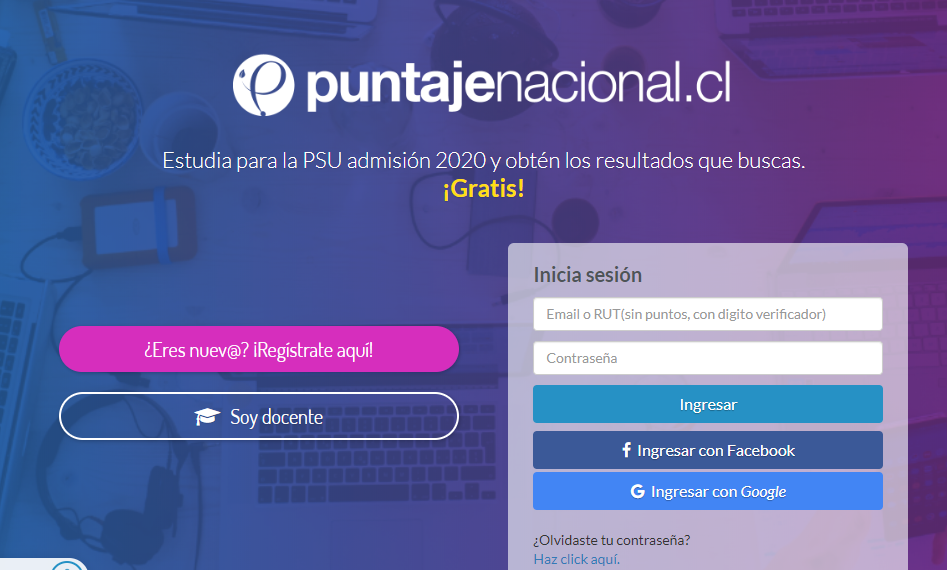 puntajenacional.cl
Estudia para la PSU admisión 2020 y obtén los resultados que buscas.
¡Gratis!
¿Eres nuev@? ¡Regístrate aquí!
Soy docente
Inicia sesión
Email o RUT(sin puntos, con digito verificador)
Contraseña
Ingresar
Ingresar con Facebook
Ingresar con Google
¿Olvidaste tu contraseña?
Haz click aquí.